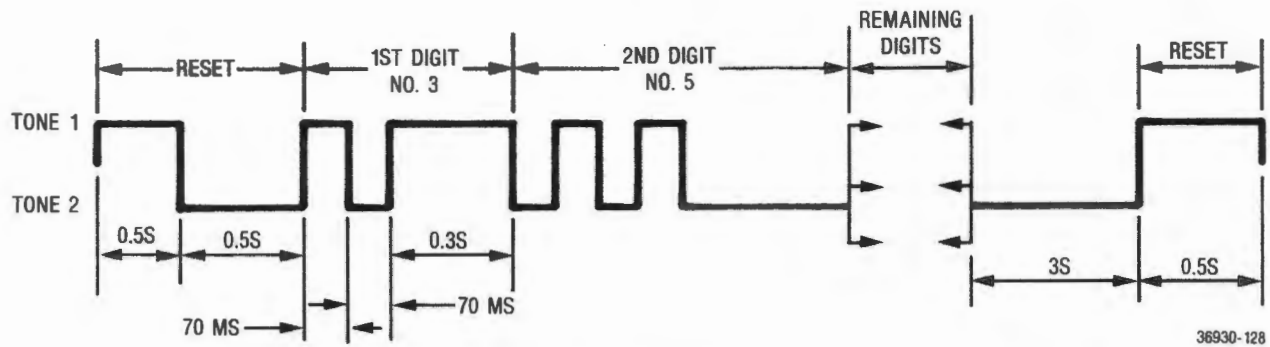 REMAINING
DIGITS
RESET
1ST DIGIT
NO. 3
2ND DIGIT
NO. 5
RESET
TONE 1
TONE 2
0.5S
0.5S
0.3S
3S
0.5S
70 MS
70 MS
36930-128